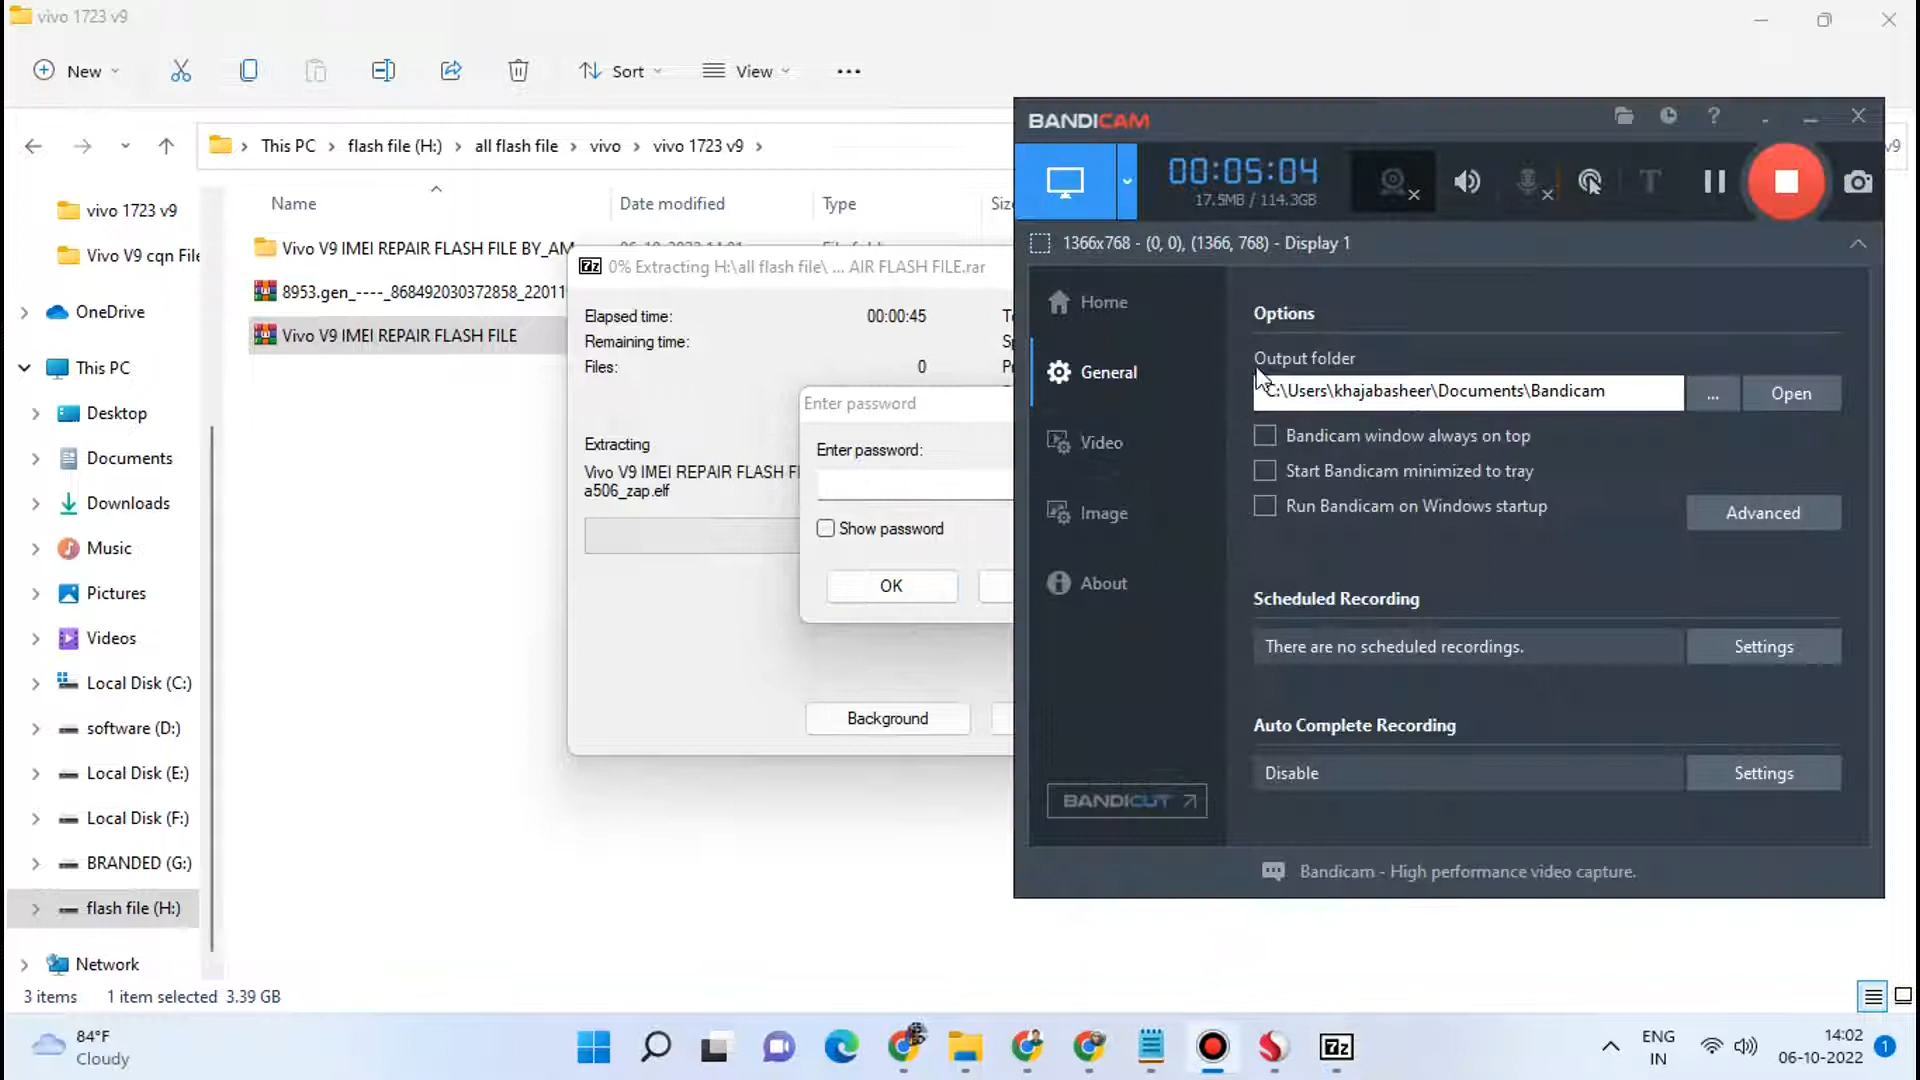 vivo 1723 v9
New
Sort
View
This PC
flash file (H:)
all flash file
vivo
vivo 1723 v9
v9
vivo 1723 v9
Vivo V9 cqn File
OneDrive
This PC
Desktop
Documents
Downloads
Music
Pictures
Videos
Local Disk (C:)
software (D:)
Local Disk (E:)
Local Disk (F:)
BRANDED (G:)
flash file (H:)
Network
3 items
1 item selected 3.39 GB
Name
Date modified
Type
Vivo V9 IMEI REPAIR FLASH FILE BY_AM
8953.gen_----_868492030372858_22011
Vivo V9 IMEI REPAIR FLASH FILE
7z
0% Extracting H:\all flash file\ ... AIR FLASH FILE.rar
Elapsed time:
00:00:45
Remaining time:
Files:
0
Extracting
Vivo V9 IMEI REPAIR FLASH
a506_zap.elf
Background
Enter password
Enter password:
Show password
OK
BANDICAM
?
00:05:04
17.5MB / 114.3GB
T
1366x768 - (0, 0), (1366, 768) - Display 1
Home
General
Video
Image
About
BANDICUT
Options
Output folder
C:\Users\khajabasheer\Documents\Bandicam
...
Open
Bandicam window always on top
Start Bandicam minimized to tray
Run Bandicam on Windows startup
Advanced
Scheduled Recording
There are no scheduled recordings.
Settings
Auto Complete Recording
Disable
Settings
Bandicam - High performance video capture.
84°F
Cloudy
7z
ENG
IN
14:02
06-10-2022
1